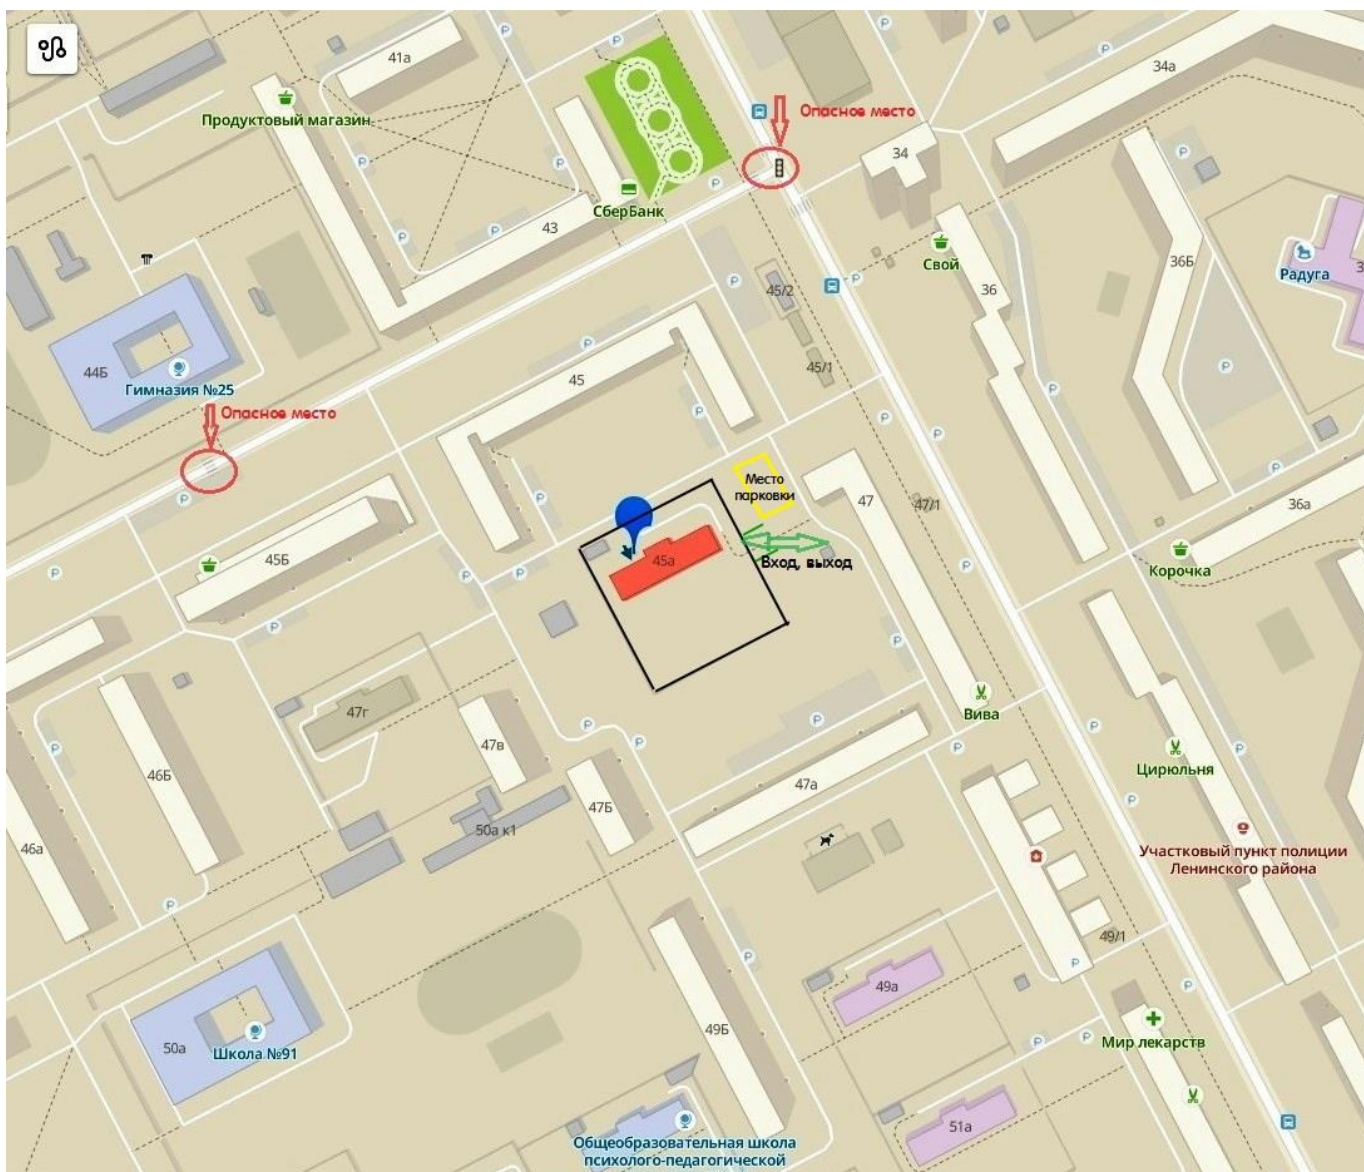 41а
34а
Продуктовый магазин
Опасное место
34
СберБанк
43
Свой
36Б
Радуга
3
45/2
36
44Б
Гимназия №25
45/1
45
Опасное место
Место
парковки
47
47/1
36а
45Б
45а
Вход, выход
Корочка
47г
Вива
47в
46Б
47а
Цирюльня
47Б
50а к1
46а
Участковый пункт полиции
Ленинского района
49/1
49а
49Б
50а
Школа №91
Мир лекарств
51а
Общеобразовательная школа
психолого-педагогической